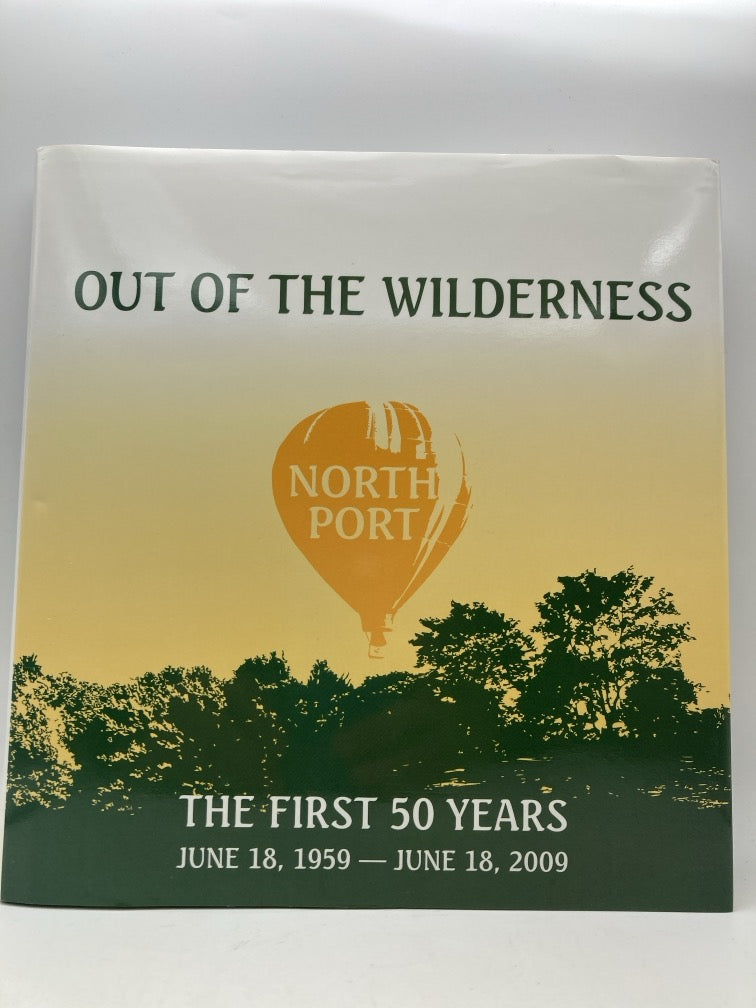 OUT OF THE WILDERNESS
NORTH
PORT
THE FIRST 50 YEARS
JUNE 18, 1959 — JUNE 18, 2009